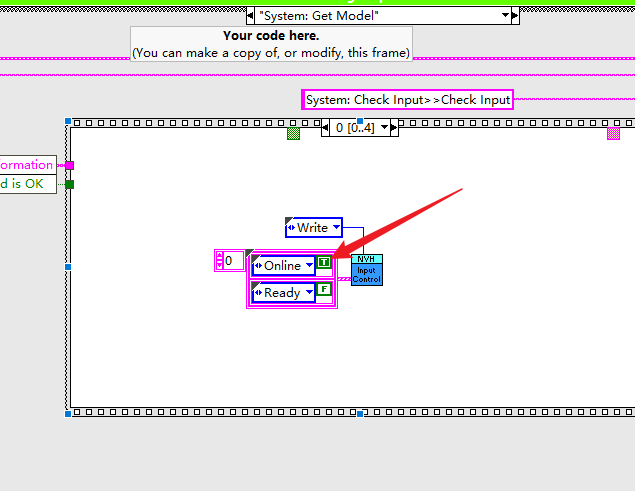 "System: Get Model"
Your code here.
(You can make a copy of, or modify, this frame)
System: Check Input>>Check Input
0 [0..4]
ormation
d is OK
Write
0
Online
T
NVH
Input
Control
Ready
F